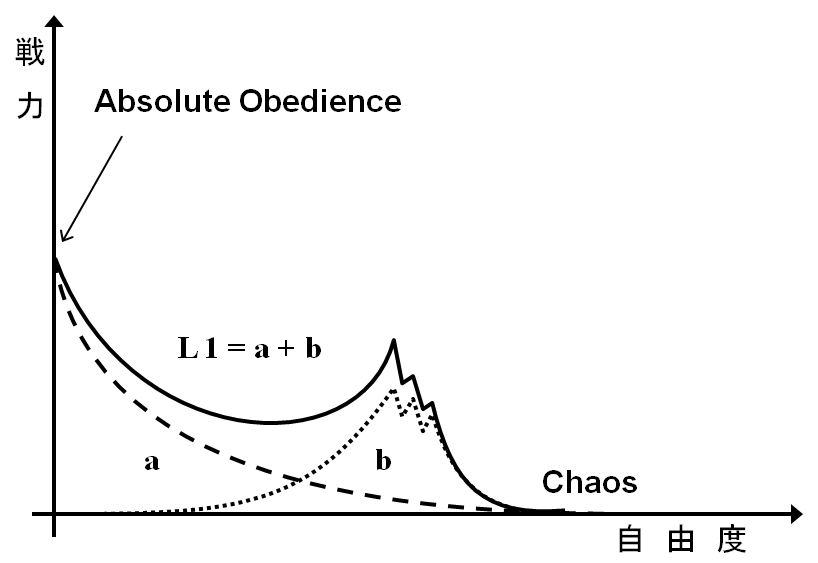 戦
力
Absolute Obedience
L 1 = a + b
a
b
Chaos
自 由 度